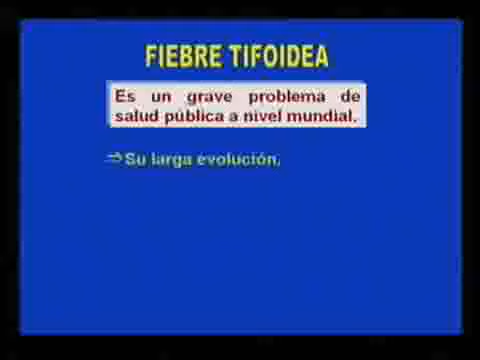 FIEBRE TIFOIDEA
Es un grave problema de
salud pública a nivel mundial.
⇨Su larga evolución.